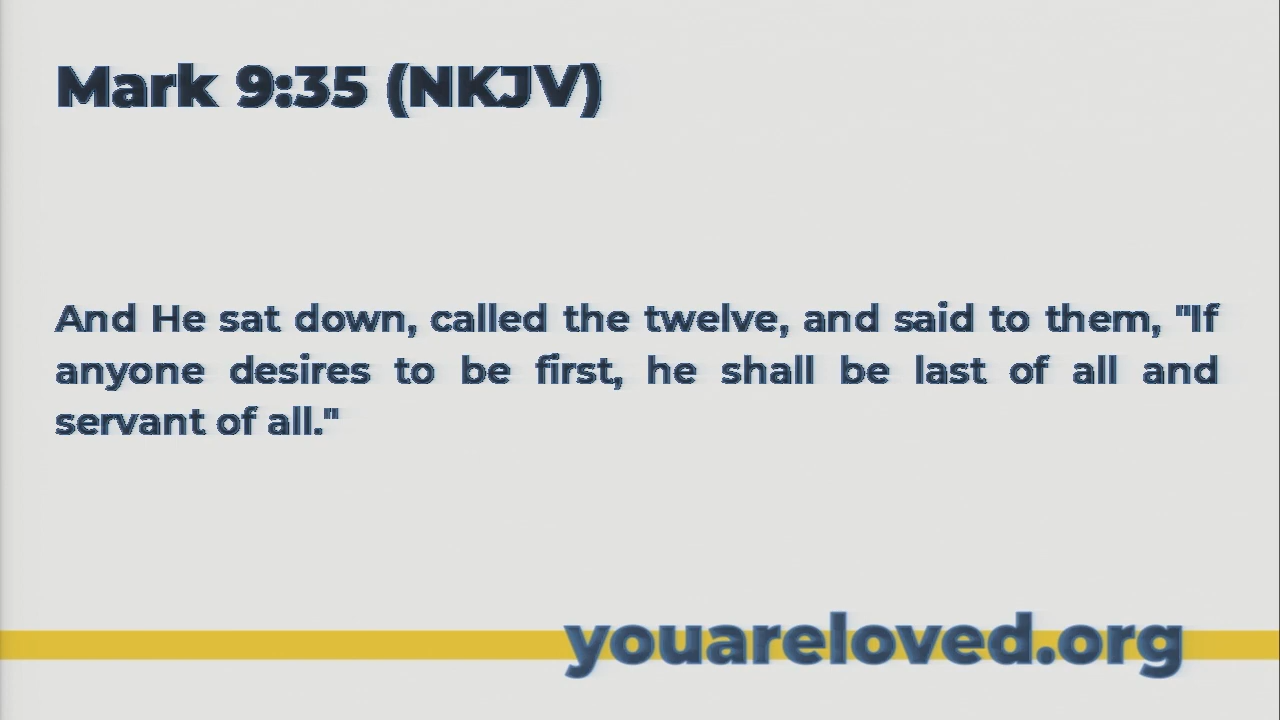 Mark 9:35 (NKJV)
And He sat down, called the twelve, and said to them, "If
anyone desires to be first, he shall be last of all and
servant of all."
youareloved.org